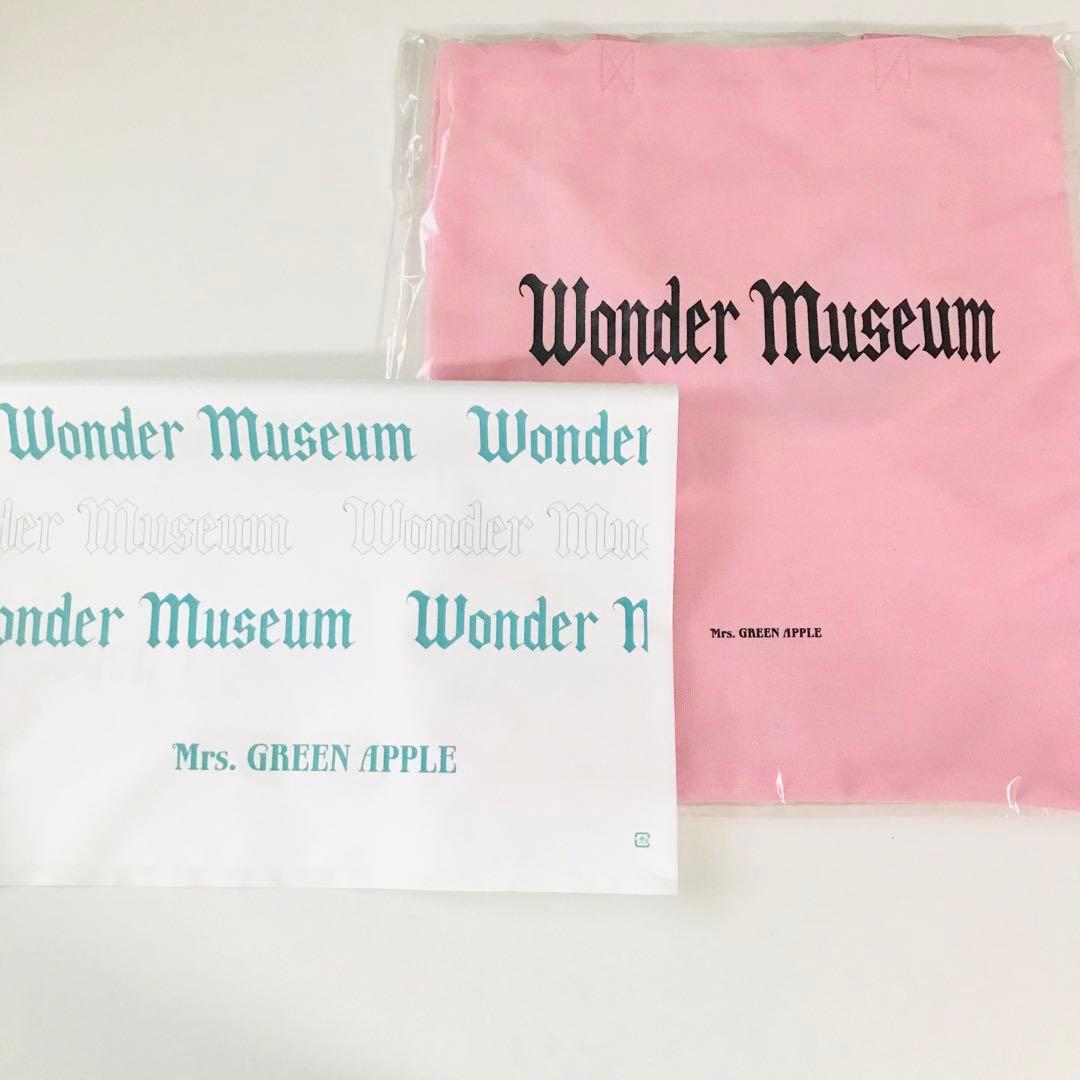 Wonder Museum
Mrs. GREEN APPLE
Wonder Museum Wonder
der Museum Wonder Mus
onder Museum Wonder M
Mrs. GREEN APPLE